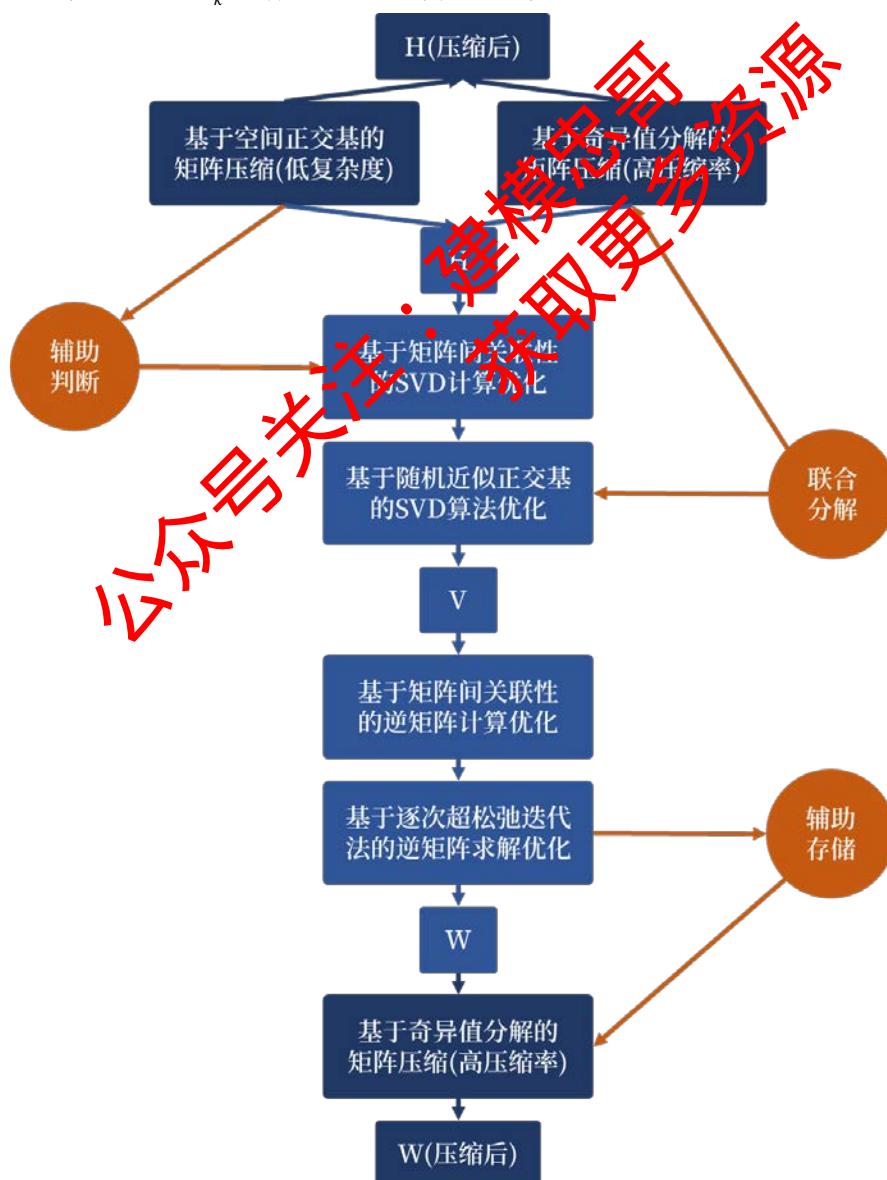 k
H(压缩后)
基于空间正交基的
矩阵压缩(低复杂度)
基于奇异值分解的
矩阵压缩(高压缩率)
辅助
判断
基于矩阵间关联性
的SVD计算优化
基于随机近似正交基
的SVD算法优化
联合
分解
V
基于矩阵间关联性
的逆矩阵计算优化
基于逐次超松弛迭代
法的逆矩阵求解优化
辅助
存储
W
基于奇异值分解的
矩阵压缩(高压缩率)
W(压缩后)
公众号关注：建模忠哥
获取更多资源